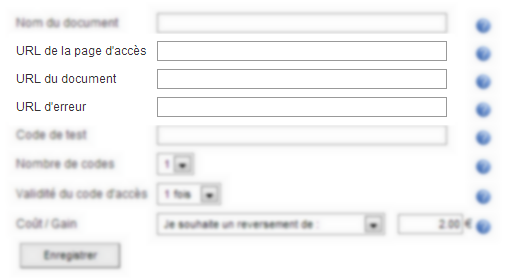 Nom du document
URL de la page d'accès
URL du document
URL d'erreur
Code de test
Nombre de codes 1
Validité du code d'accès 1 fois
Coût / Gain Je souhaite un reversement de : 2.00 €
Enregistrer